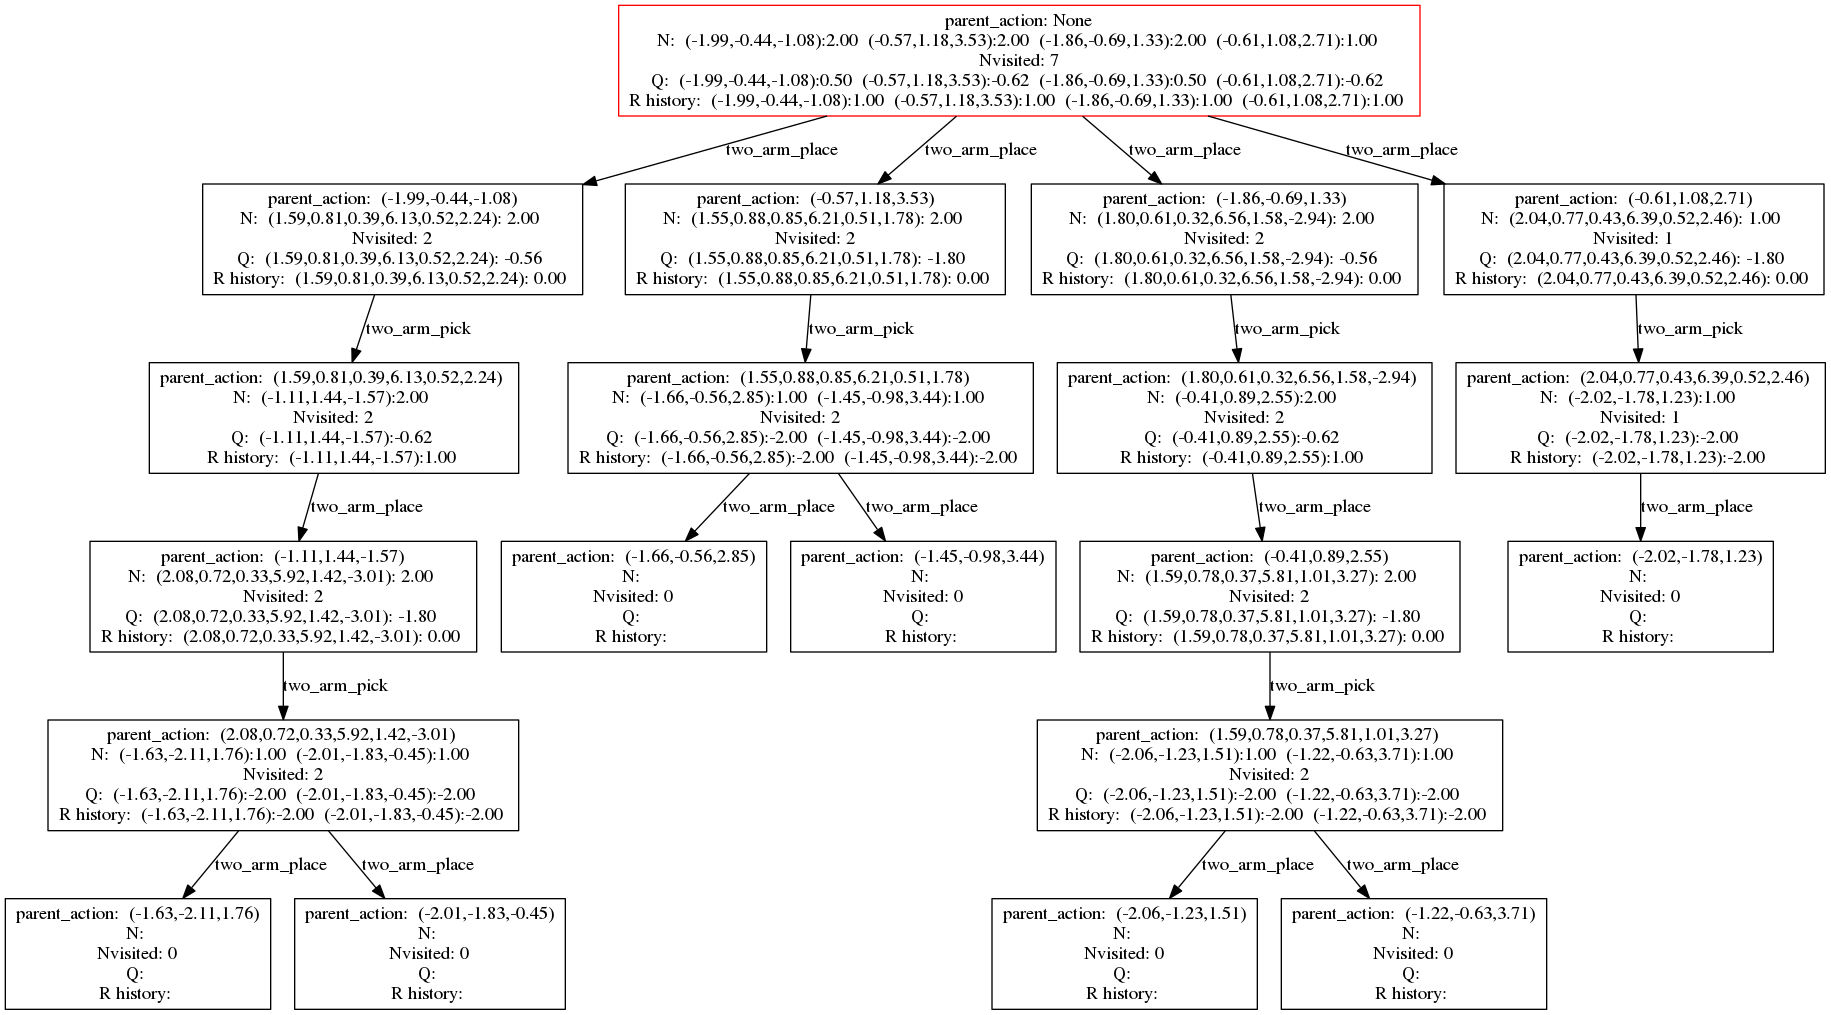 parent_action: None
N: (-1.99,-0.44,-1.08):2.00 (-0.57,1.18,3.53):2.00 (-1.86,-0.69,1.33):2.00 (-0.61,1.08,2.71):1.00
Nvisited: 7
Q: (-1.99,-0.44,-1.08):0.50 (-0.57,1.18,3.53):-0.62 (-1.86,-0.69,1.33):0.50 (-0.61,1.08,2.71):-0.62
R history: (-1.99,-0.44,-1.08):1.00 (-0.57,1.18,3.53):1.00 (-1.86,-0.69,1.33):1.00 (-0.61,1.08,2.71):1.00
two_arm_place
two_arm_place
two_arm_place
two_arm_place
parent_action: (-1.99,-0.44,-1.08)
N: (1.59,0.81,0.39,6.13,0.52,2.24): 2.00
Nvisited: 2
Q: (1.59,0.81,0.39,6.13,0.52,2.24): -0.56
R history: (1.59,0.81,0.39,6.13,0.52,2.24): 0.00
parent_action: (-0.57,1.18,3.53)
N: (1.55,0.88,0.85,6.21,0.51,1.78): 2.00
Nvisited: 2
Q: (1.55,0.88,0.85,6.21,0.51,1.78): -1.80
R history: (1.55,0.88,0.85,6.21,0.51,1.78): 0.00
parent_action: (-1.86,-0.69,1.33)
N: (1.80,0.61,0.32,6.56,1.58,-2.94): 2.00
Nvisited: 2
Q: (1.80,0.61,0.32,6.56,1.58,-2.94): -0.56
R history: (1.80,0.61,0.32,6.56,1.58,-2.94): 0.00
parent_action: (-0.61,1.08,2.71)
N: (2.04,0.77,0.43,6.39,0.52,2.46): 1.00
Nvisited: 1
Q: (2.04,0.77,0.43,6.39,0.52,2.46): -1.80
R history: (2.04,0.77,0.43,6.39,0.52,2.46): 0.00
two_arm_pick
two_arm_pick
two_arm_pick
two_arm_pick
parent_action: (1.59,0.81,0.39,6.13,0.52,2.24)
N: (-1.11,1.44,-1.57):2.00
Nvisited: 2
Q: (-1.11,1.44,-1.57):-0.62
R history: (-1.11,1.44,-1.57):1.00
parent_action: (1.55,0.88,0.85,6.21,0.51,1.78)
N: (-1.66,-0.56,2.85):1.00 (-1.45,-0.98,3.44):1.00
Nvisited: 2
Q: (-1.66,-0.56,2.85):-2.00 (-1.45,-0.98,3.44):-2.00
R history: (-1.66,-0.56,2.85):-2.00 (-1.45,-0.98,3.44):-2.00
parent_action: (1.80,0.61,0.32,6.56,1.58,-2.94)
N: (-0.41,0.89,2.55):2.00
Nvisited: 2
Q: (-0.41,0.89,2.55):-0.62
R history: (-0.41,0.89,2.55):1.00
parent_action: (2.04,0.77,0.43,6.39,0.52,2.46)
N: (-2.02,-1.78,1.23):1.00
Nvisited: 1
Q: (-2.02,-1.78,1.23):-2.00
R history: (-2.02,-1.78,1.23):-2.00
two_arm_place
two_arm_place
two_arm_place
two_arm_place
two_arm_place
parent_action: (-1.11,1.44,-1.57)
N: (2.08,0.72,0.33,5.92,1.42,-3.01): 2.00
Nvisited: 2
Q: (2.08,0.72,0.33,5.92,1.42,-3.01): -1.80
R history: (2.08,0.72,0.33,5.92,1.42,-3.01): 0.00
parent_action: (-1.66,-0.56,2.85)
N:
Nvisited: 0
Q:
R history:
parent_action: (-1.45,-0.98,3.44)
N:
Nvisited: 0
Q:
R history:
parent_action: (-0.41,0.89,2.55)
N: (1.59,0.78,0.37,5.81,1.01,3.27): 2.00
Nvisited: 2
Q: (1.59,0.78,0.37,5.81,1.01,3.27): -1.80
R history: (1.59,0.78,0.37,5.81,1.01,3.27): 0.00
parent_action: (-2.02,-1.78,1.23)
N:
Nvisited: 0
Q:
R history:
two_arm_pick
two_arm_pick
parent_action: (2.08,0.72,0.33,5.92,1.42,-3.01)
N: (-1.63,-2.11,1.76):1.00 (-2.01,-1.83,-0.45):1.00
Nvisited: 2
Q: (-1.63,-2.11,1.76):-2.00 (-2.01,-1.83,-0.45):-2.00
R history: (-1.63,-2.11,1.76):-2.00 (-2.01,-1.83,-0.45):-2.00
parent_action: (1.59,0.78,0.37,5.81,1.01,3.27)
N: (-2.06,-1.23,1.51):1.00 (-1.22,-0.63,3.71):1.00
Nvisited: 2
Q: (-2.06,-1.23,1.51):-2.00 (-1.22,-0.63,3.71):-2.00
R history: (-2.06,-1.23,1.51):-2.00 (-1.22,-0.63,3.71):-2.00
two_arm_place
two_arm_place
two_arm_place
two_arm_place
parent_action: (-1.63,-2.11,1.76)
N:
Nvisited: 0
Q:
R history:
parent_action: (-2.01,-1.83,-0.45)
N:
Nvisited: 0
Q:
R history:
parent_action: (-2.06,-1.23,1.51)
N:
Nvisited: 0
Q:
R history:
parent_action: (-1.22,-0.63,3.71)
N:
Nvisited: 0
Q:
R history: